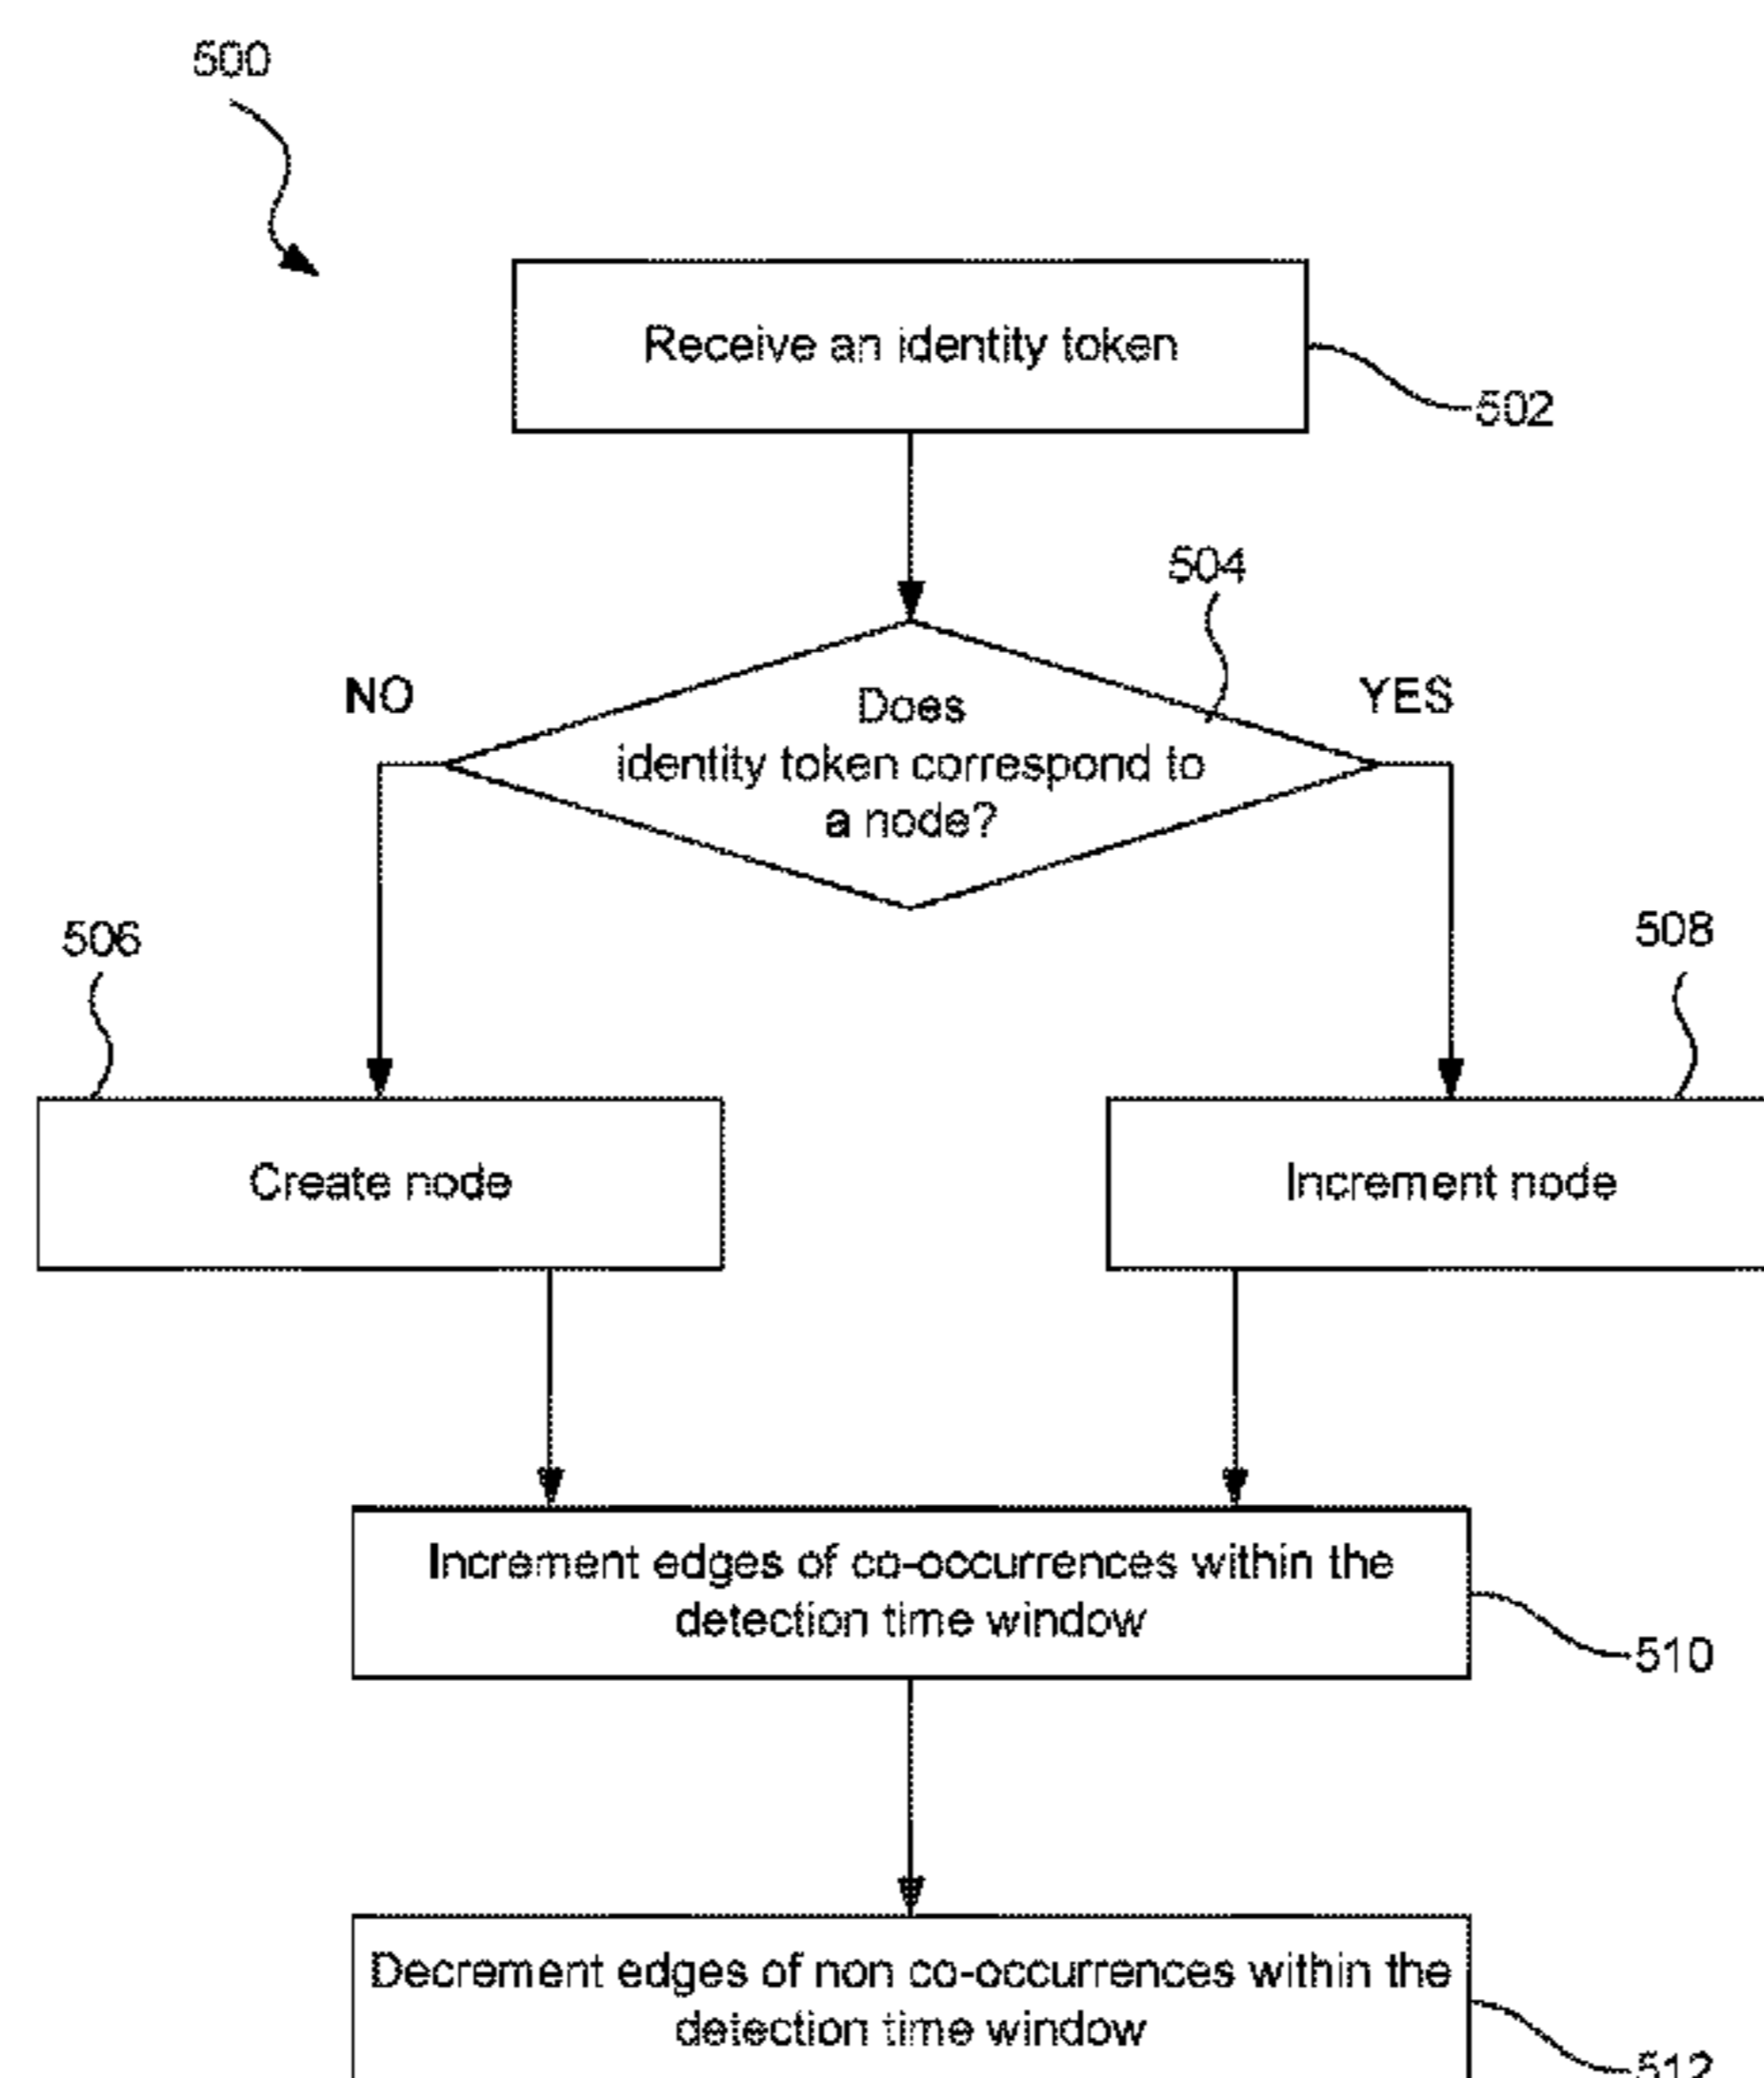 500
Receive an identity token
502
504
NO
YES
Does
identity token correspond to
a node?
506
508
Create node
Increment node
Increment edges of co-occurrences within the
detection time window
510
Decrement edges of non co-occurrences within the
detection time window
512